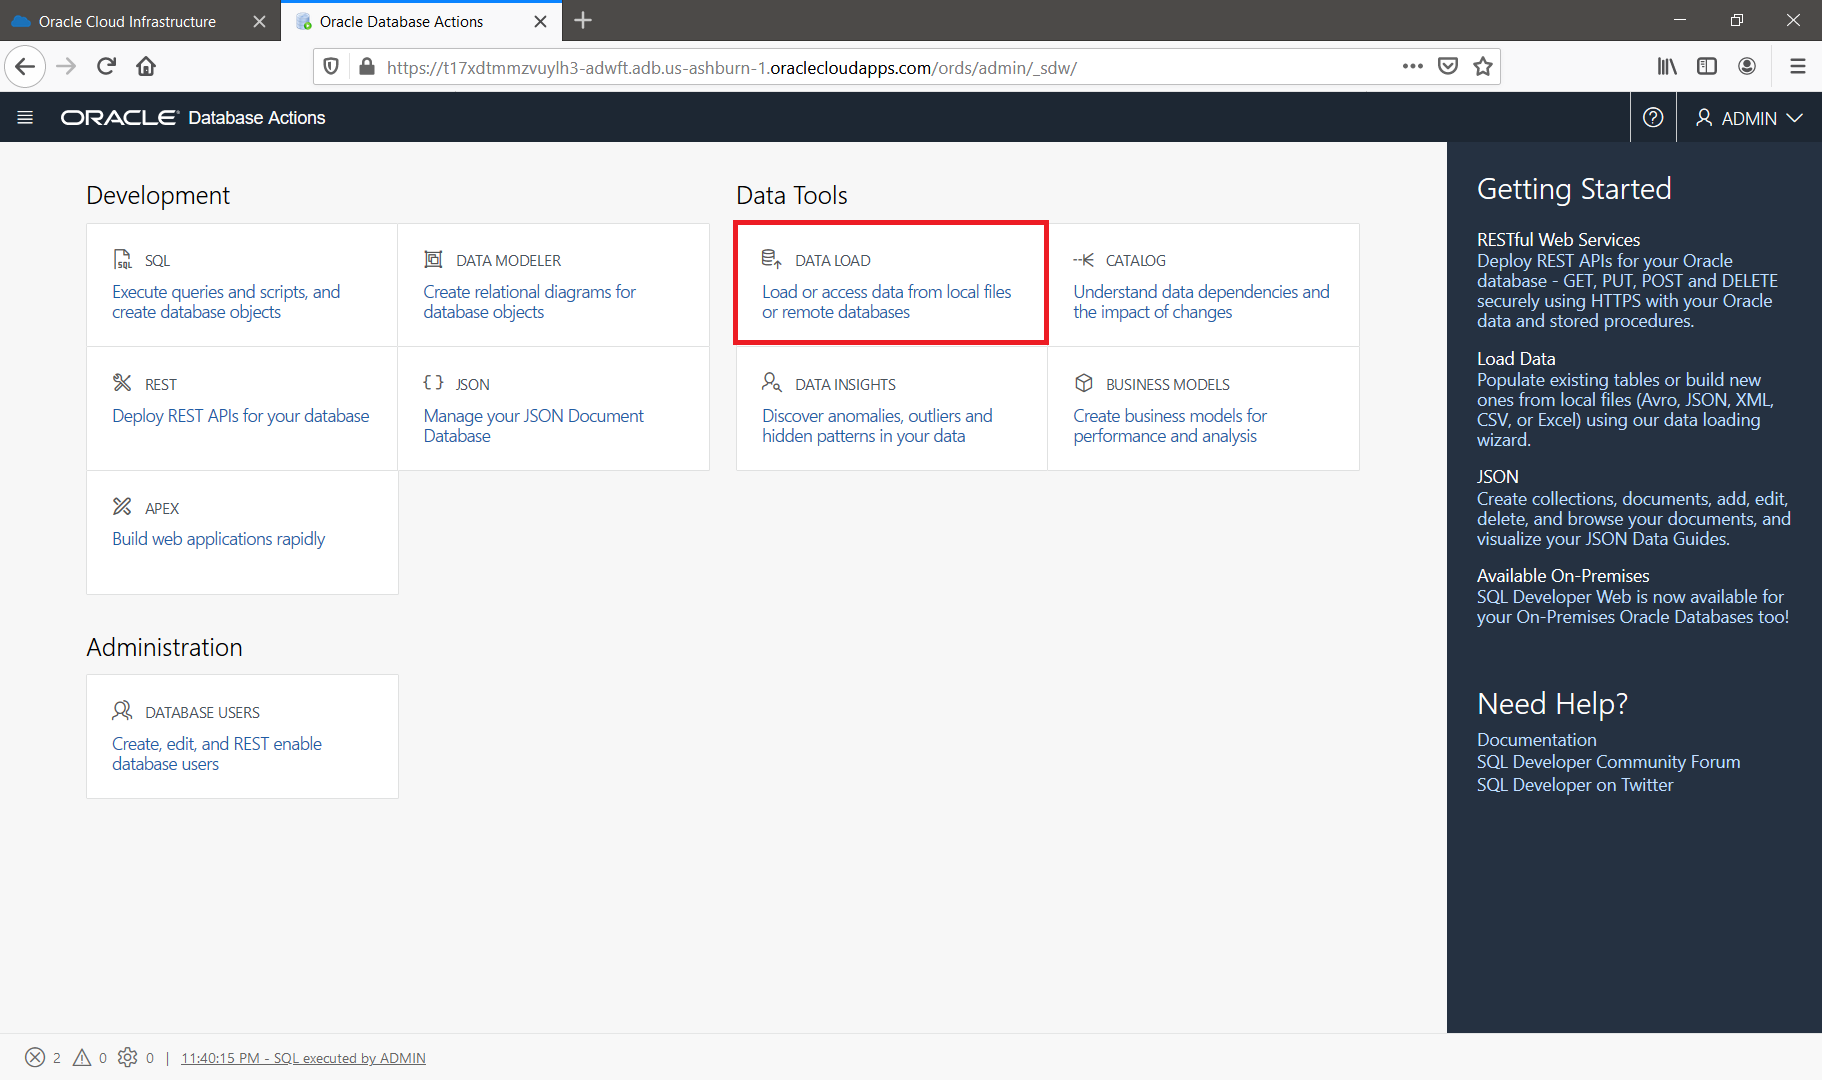 Oracle Cloud Infrastructure
Oracle Database Actions
https://t17xdtmmzvuylh3-adwft.adb.us-ashburn-1.oraclecloudapps.com/ords/admin/_sdw/
ORACLE Database Actions
ADMIN
Development
SQL
Execute queries and scripts, and
create database objects
DATA MODELER
Create relational diagrams for
database objects
REST
Deploy REST APIs for your database
JSON
Manage your JSON Document
Database
APEX
Build web applications rapidly
Administration
DATABASE USERS
Create, edit, and REST enable
database users
Data Tools
DATA LOAD
Load or access data from local files
or remote databases
CATALOG
Understand data dependencies and
the impact of changes
DATA INSIGHTS
Discover anomalies, outliers and
hidden patterns in your data
BUSINESS MODELS
Create business models for
performance and analysis
Getting Started
RESTful Web Services
Deploy REST APIs for your Oracle
database - GET, PUT, POST and DELETE
securely using HTTPS with your Oracle
data and stored procedures.
Load Data
Populate existing tables or build new
ones from local files (Avro, JSON, XML,
CSV, or Excel) using our data loading
wizard.
JSON
Create collections, documents, add, edit,
delete, and browse your documents, and
visualize your JSON Data Guides.
Available On-Premises
SQL Developer Web is now available for
your On-Premises Oracle Databases too!
Need Help?
Documentation
SQL Developer Community Forum
SQL Developer on Twitter
2 0 0 | 11:40:15 PM - SQL executed by ADMIN